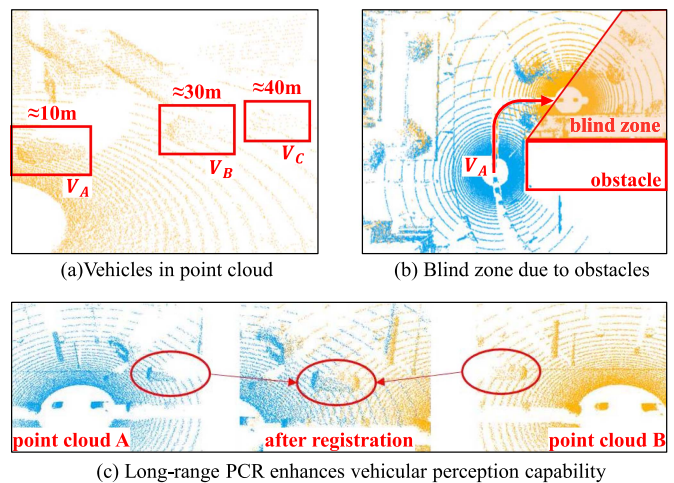 ≈10m
≈30m
≈40m
V_A
V_B
V_C
(a)Vehicles in point cloud
blind zone
V_A
obstacle
(b) Blind zone due to obstacles
point cloud A
after registration
point cloud B
(c) Long-range PCR enhances vehicular perception capability